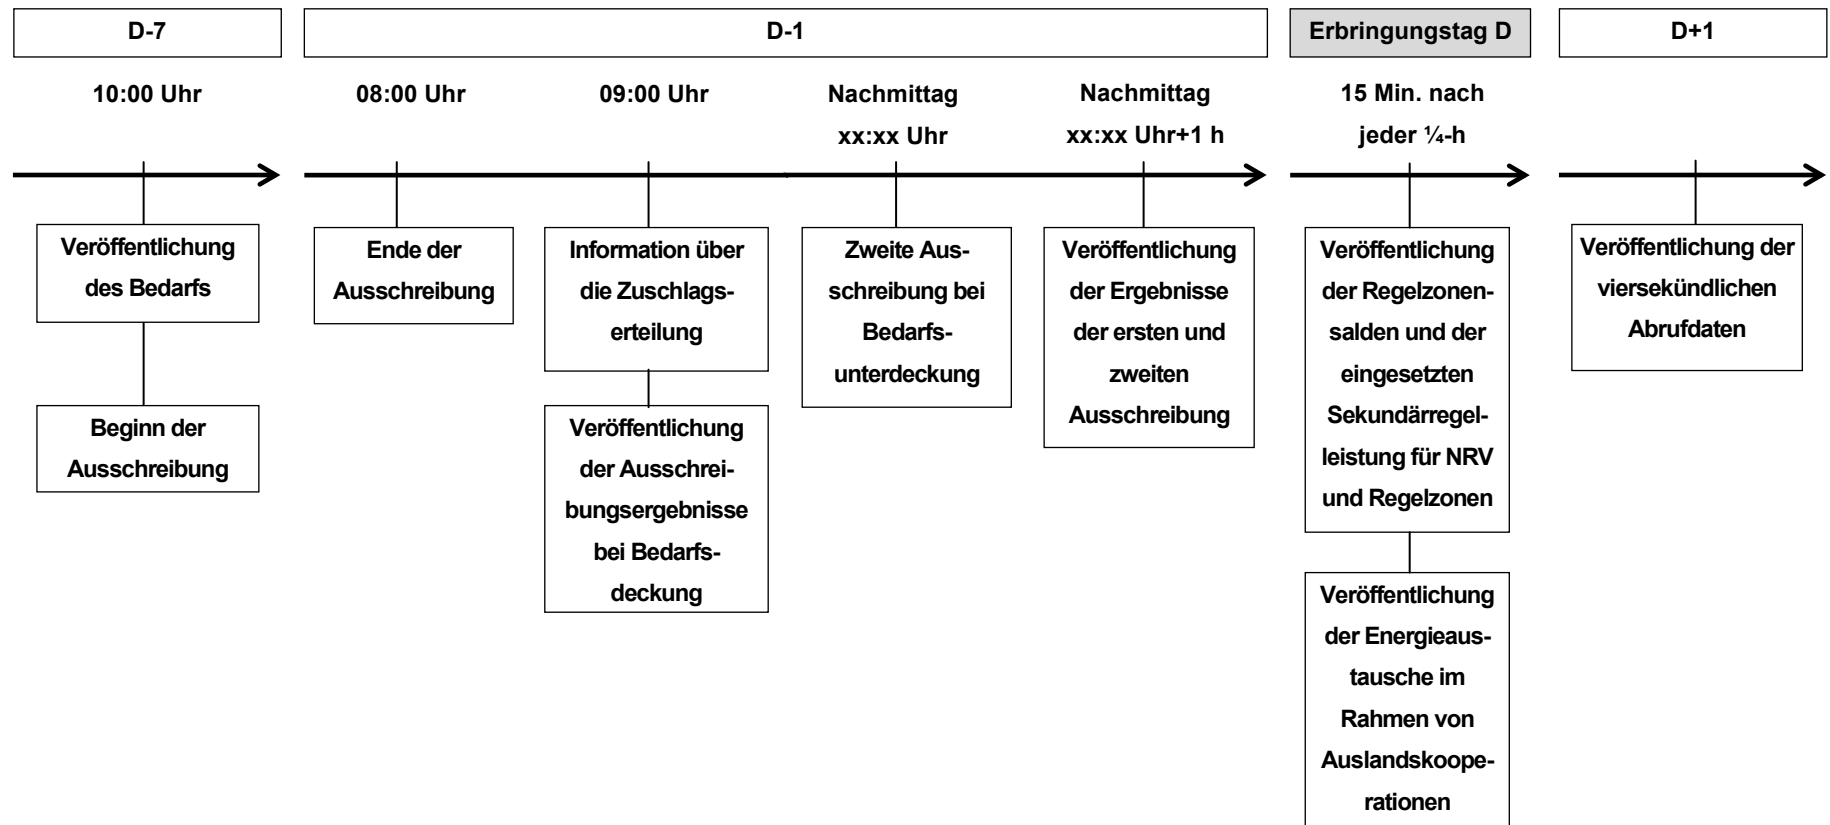 D-7
D-1
Erbringungstag D
D+1
10:00 Uhr
08:00 Uhr
09:00 Uhr
Nachmittag
xx:xx Uhr
Nachmittag
xx:xx Uhr+1 h
15 Min. nach
jeder ¼-h
Veröffentlichung
des Bedarfs
Beginn der
Ausschreibung
Ende der
Ausschreibung
Information über
die Zuschlags-
erteilung
Veröffentlichung
der Ausschrei-
bungsergebnisse
bei Bedarfs-
deckung
Zweite Aus-
schreibung bei
Bedarfs-
unterdeckung
Veröffentlichung
der Ergebnisse
der ersten und
zweiten
Ausschreibung
Veröffentlichung
der Regelzonen-
salden und der
eingesetzten
Sekundärregel-
leistung für NRV
und Regelzonen
Veröffentlichung
der Energieaus-
tausche im
Rahmen von
Auslandskoope-
rationen
Veröffentlichung der
viersekündlichen
Abrufdaten